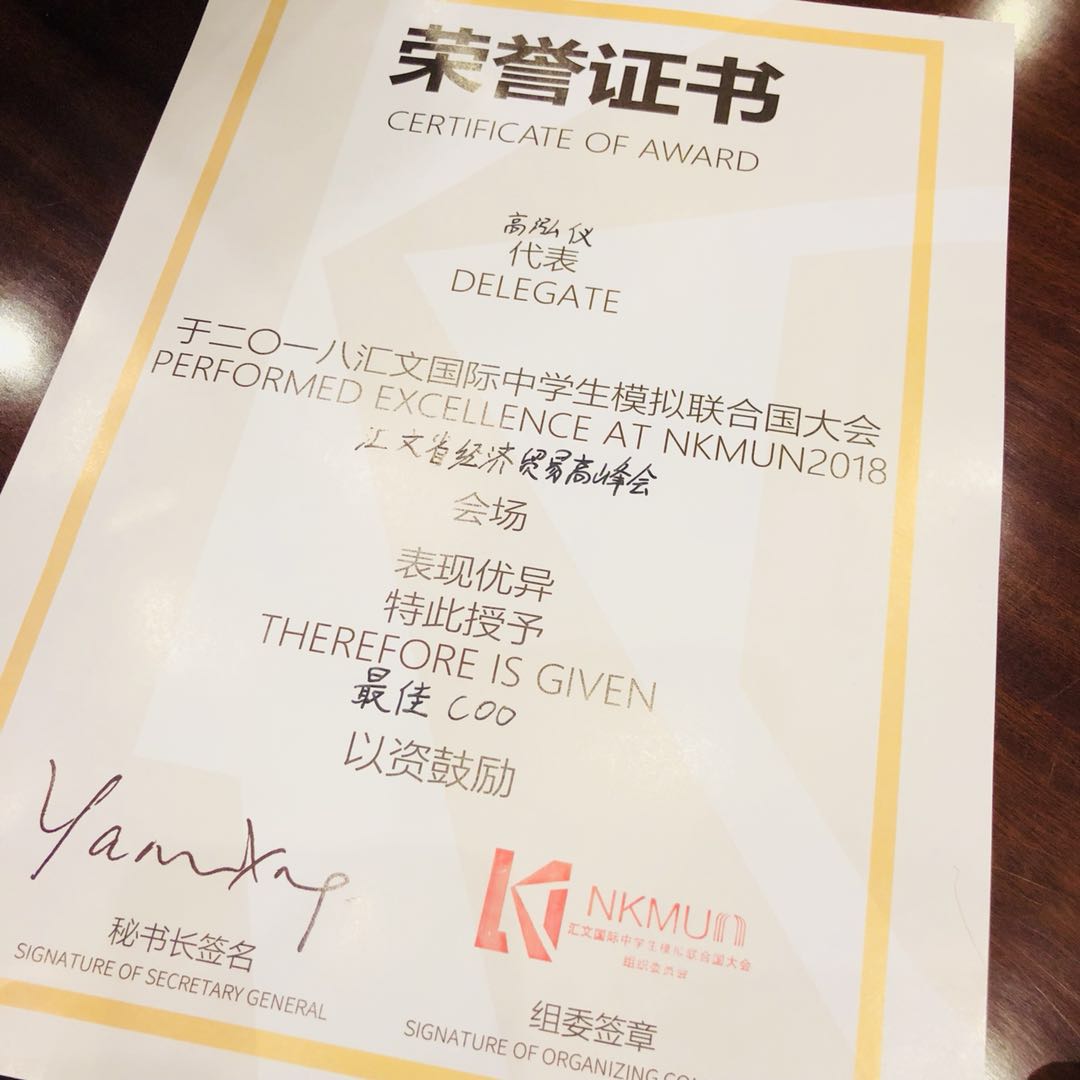 荣誉证书
CERTIFICATE OF AWARD
高泓仪
代表
DELEGATE
于二〇一八汇文国际中学生模拟联合国大会
PERFORMED EXCELLENCE AT NKMUN2018
汇文省经济贸易高峰会
会场
表现优异
特此授予
THEREFORE IS GIVEN
最佳 COO
以资鼓励
秘书长签名
SIGNATURE OF SECRETARY GENERAL
NKMUN
汇文国际中学生模拟联合国大会
组织委员会
组委签章
SIGNATURE OF ORGANIZING